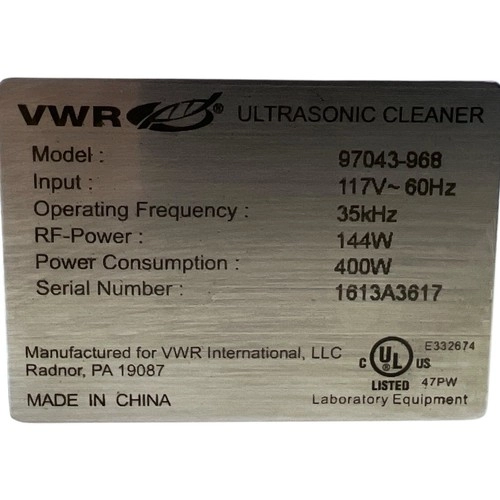 VWR® ULTRASONIC CLEANER
Model : 97043-968
Input : 117V~60Hz
Operating Frequency : 35kHz
RF-Power : 144W
Power Consumption : 400W
Serial Number : 1613A3617
Manufactured for VWR International, LLC
Radnor, PA 19087
MADE IN CHINA
C UL US
LISTED
E332674
47PW
Laboratory Equipment